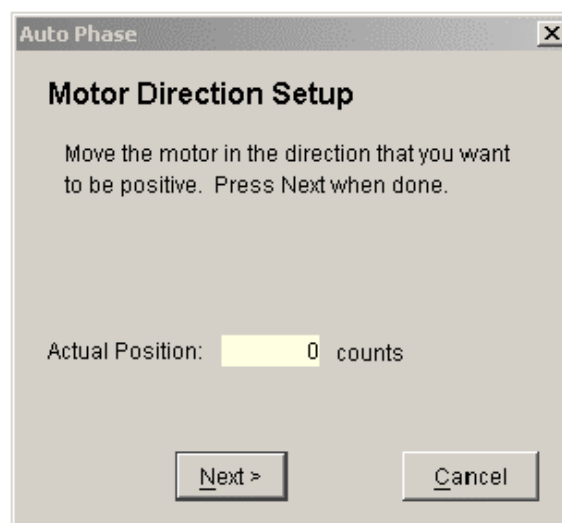 Auto Phase
Motor Direction Setup
Move the motor in the direction that you want
to be positive.  Press Next when done.
Actual Position: 0 counts
Next > Cancel